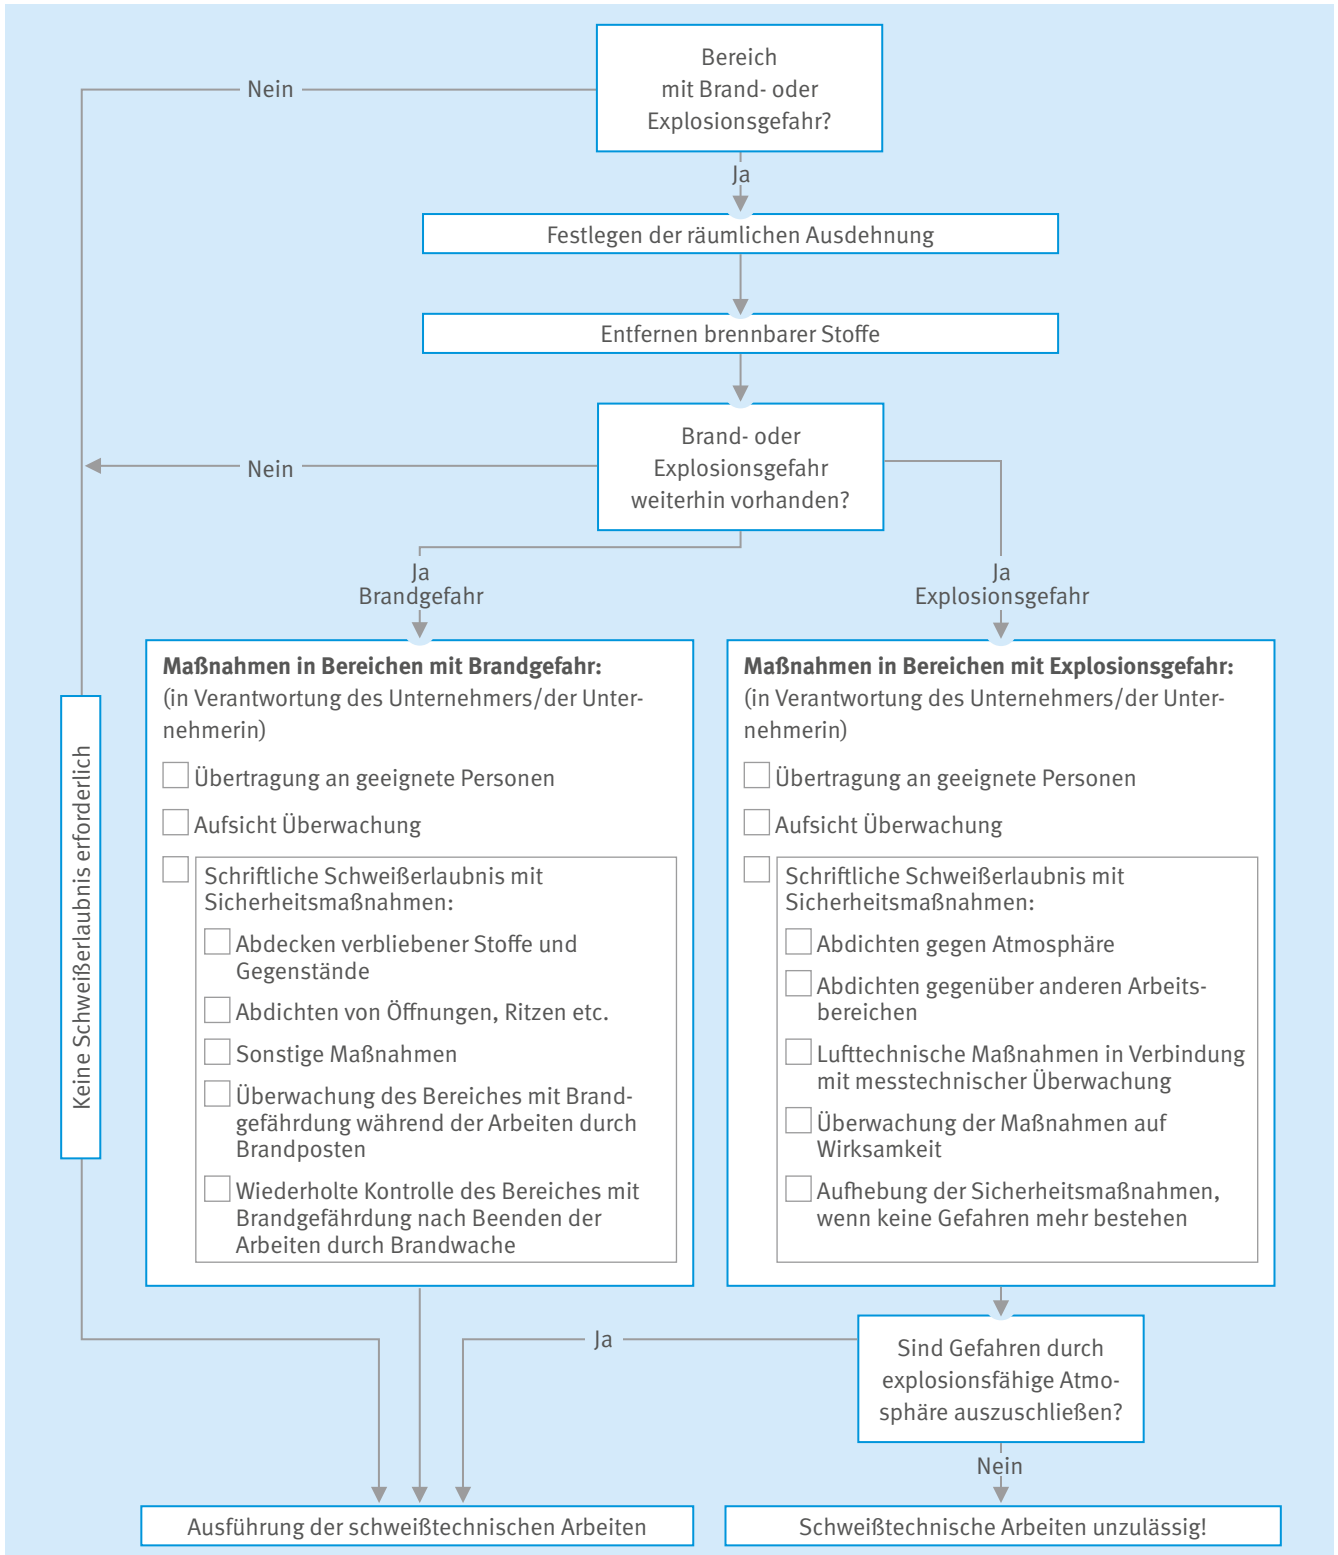 Bereich
mit Brand- oder
Explosionsgefahr?
Nein
Ja
Festlegen der räumlichen Ausdehnung
Entfernen brennbarer Stoffe
Brand- oder
Explosionsgefahr
weiterhin vorhanden?
Nein
Ja
Brandgefahr
Ja
Explosionsgefahr
Keine Schweißerlaubnis erforderlich
Maßnahmen in Bereichen mit Brandgefahr:
(in Verantwortung des Unternehmers/der Unter-
nehmerin)
Übertragung an geeignete Personen
Aufsicht Überwachung
Schriftliche Schweißerlaubnis mit
Sicherheitsmaßnahmen:
Abdecken verbliebener Stoffe und
Gegenstände
Abdichten von Öffnungen, Ritzen etc.
Sonstige Maßnahmen
Überwachung des Bereiches mit Brand-
gefährdung während der Arbeiten durch
Brandposten
Wiederholte Kontrolle des Bereiches mit
Brandgefährdung nach Beenden der
Arbeiten durch Brandwache
Maßnahmen in Bereichen mit Explosionsgefahr:
(in Verantwortung des Unternehmers/der Unter-
nehmerin)
Übertragung an geeignete Personen
Aufsicht Überwachung
Schriftliche Schweißerlaubnis mit
Sicherheitsmaßnahmen:
Abdichten gegen Atmosphäre
Abdichten gegenüber anderen Arbeits-
bereichen
Lufttechnische Maßnahmen in Verbindung
mit messtechnischer Überwachung
Überwachung der Maßnahmen auf
Wirksamkeit
Aufhebung der Sicherheitsmaßnahmen,
wenn keine Gefahren mehr bestehen
Ja
Sind Gefahren durch
explosionsfähige Atmo-
sphäre auszuschließen?
Nein
Ausführung der schweißtechnischen Arbeiten
Schweißtechnische Arbeiten unzulässig!